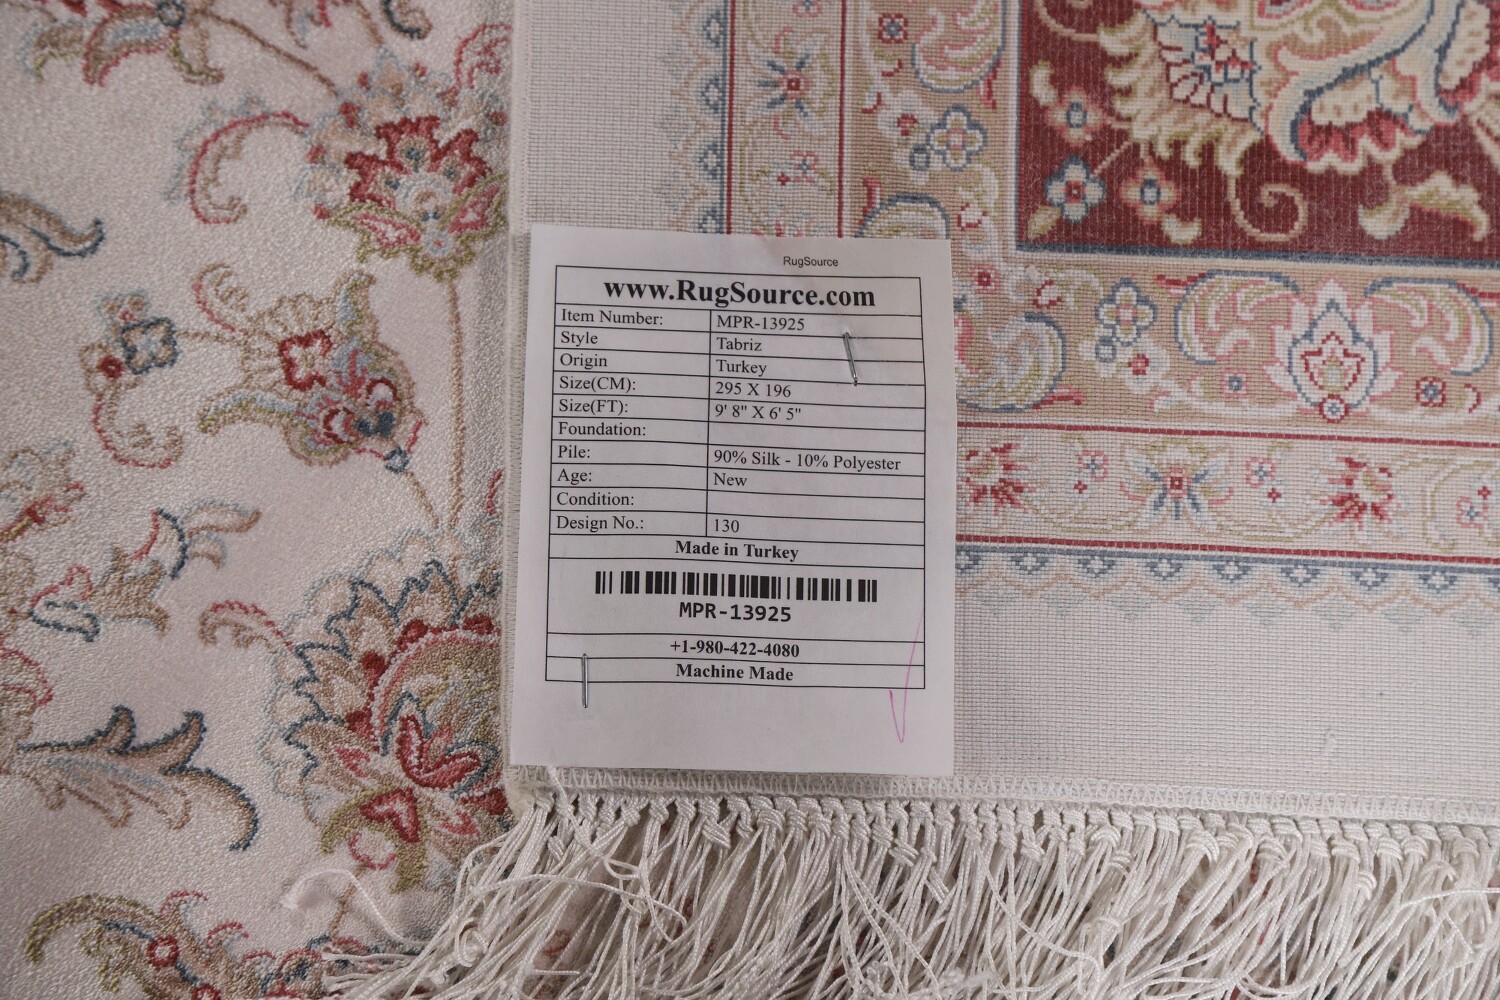 RugSource
www.RugSource.com
Item Number: MPR-13925
Style Tabriz
Origin Turkey
Size(CM): 295 X 196
Size(FT): 9' 8" X 6' 5"
Foundation:
Pile: 90% Silk - 10% Polyester
Age: New
Condition:
Design No.: 130
Made in Turkey
MPR-13925
+1-980-422-4080
Machine Made